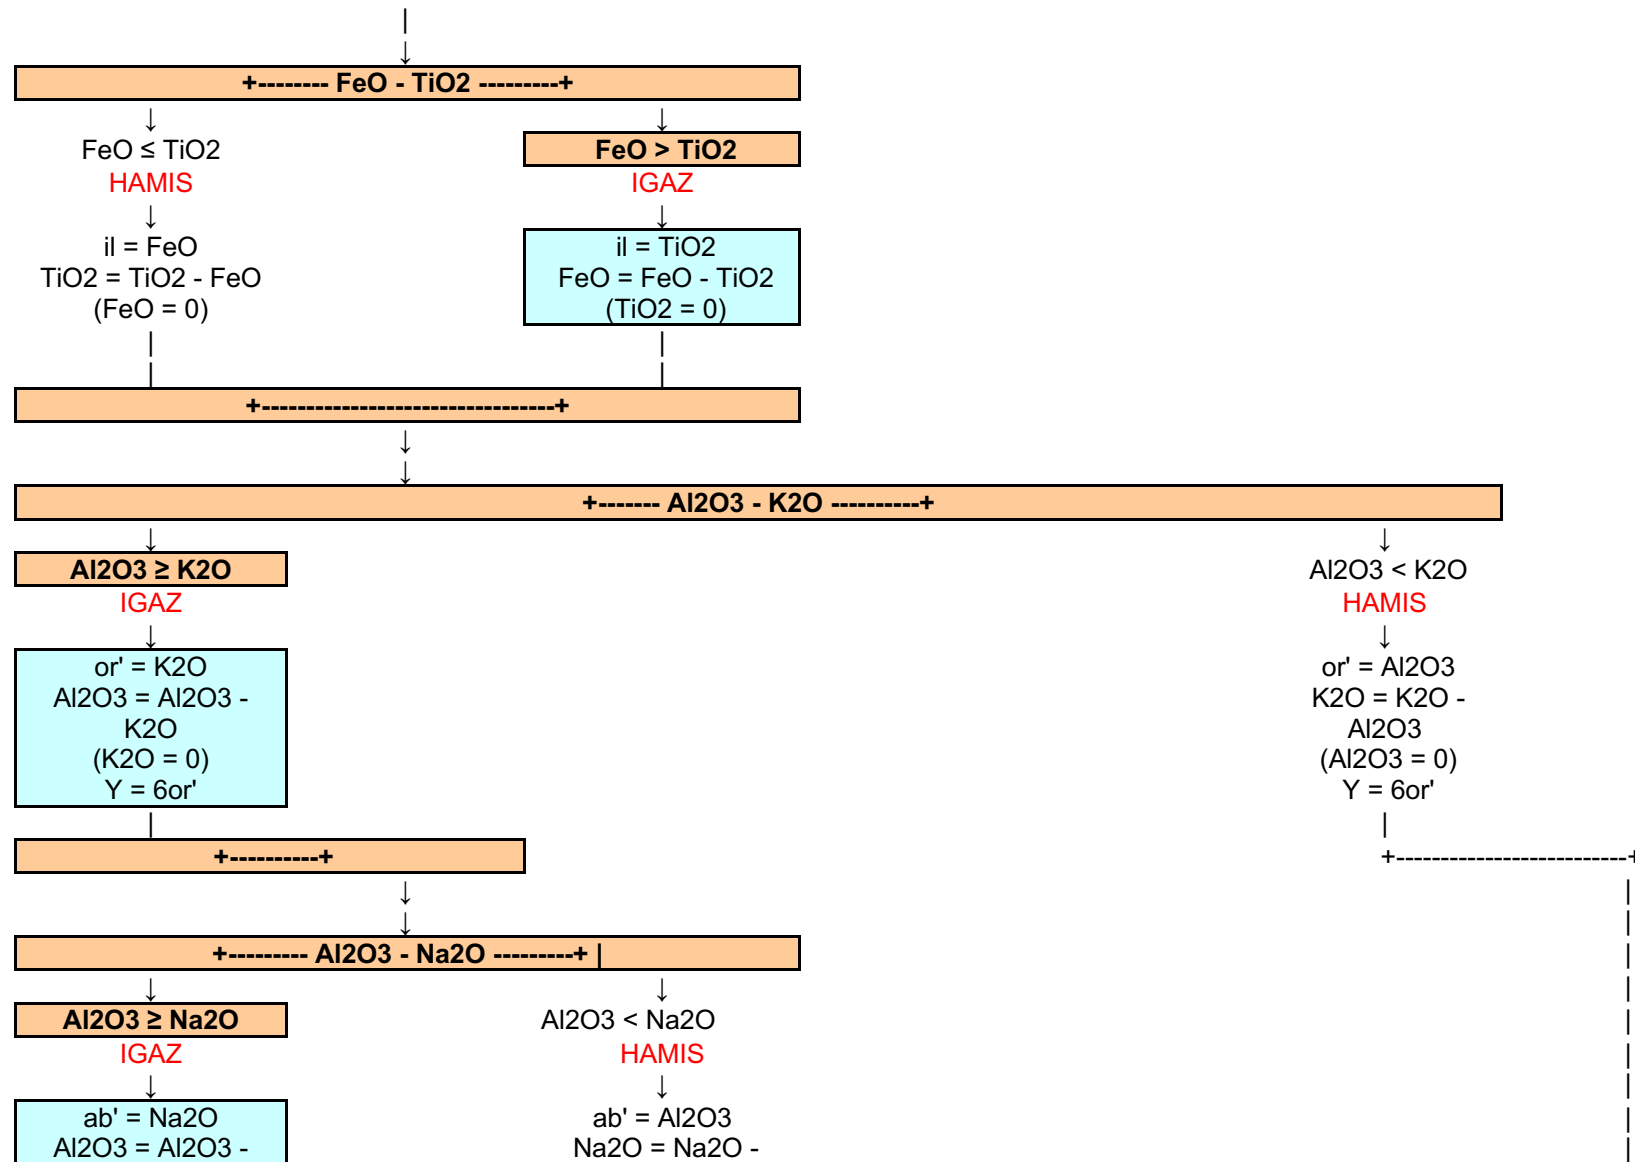 |
↓
+-------- FeO - TiO2 ---------+
↓ ↓
FeO ≤ TiO2 FeO > TiO2
HAMIS IGAZ
↓ ↓
il = FeO il = TiO2
TiO2 = TiO2 - FeO FeO = FeO - TiO2
(FeO = 0) (TiO2 = 0)
| |
| |
+---------------------------------+
↓
↓
+------- Al2O3 - K2O ----------+
↓ ↓
Al2O3 ≥ K2O Al2O3 < K2O
IGAZ HAMIS
↓ ↓
or' = K2O or' = Al2O3
Al2O3 = Al2O3 - K2O = K2O -
K2O Al2O3
(K2O = 0) (Al2O3 = 0)
Y = 6or' Y = 6or'
| |
+----------+ +--------------------------+
↓ |
↓ |
+--------- Al2O3 - Na2O ---------+ | |
↓ ↓ |
Al2O3 ≥ Na2O Al2O3 < Na2O |
IGAZ HAMIS |
↓ ↓ |
ab' = Na2O ab' = Al2O3 |
Al2O3 = Al2O3 - Na2O = Na2O - |